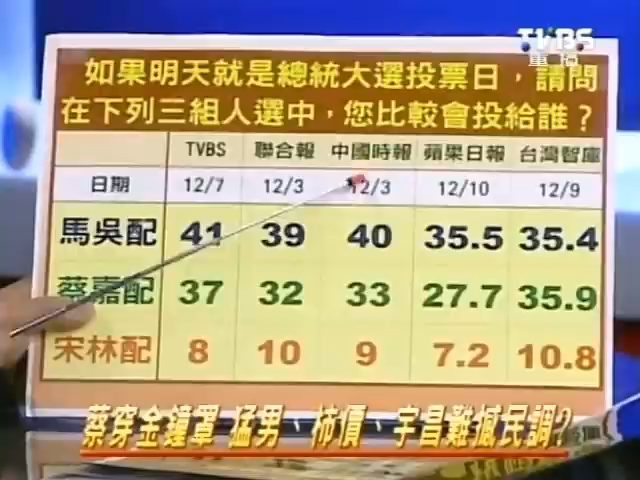 TVBS
重播
如果明天就是總統大選投票日，請問
在下列三組人選中，您比較會投給誰？
TVBS 聯合報 中國時報 蘋果日報 台灣智庫
日期 12/7 12/3 12/3 12/10 12/9
馬吳配 41 39 40 35.5 35.4
蔡嘉配 37 32 33 27.7 35.9
宋林配 8 10 9 7.2 10.8
蔡穿金鐘罩 猛男、柿價、宇昌難撼民調?